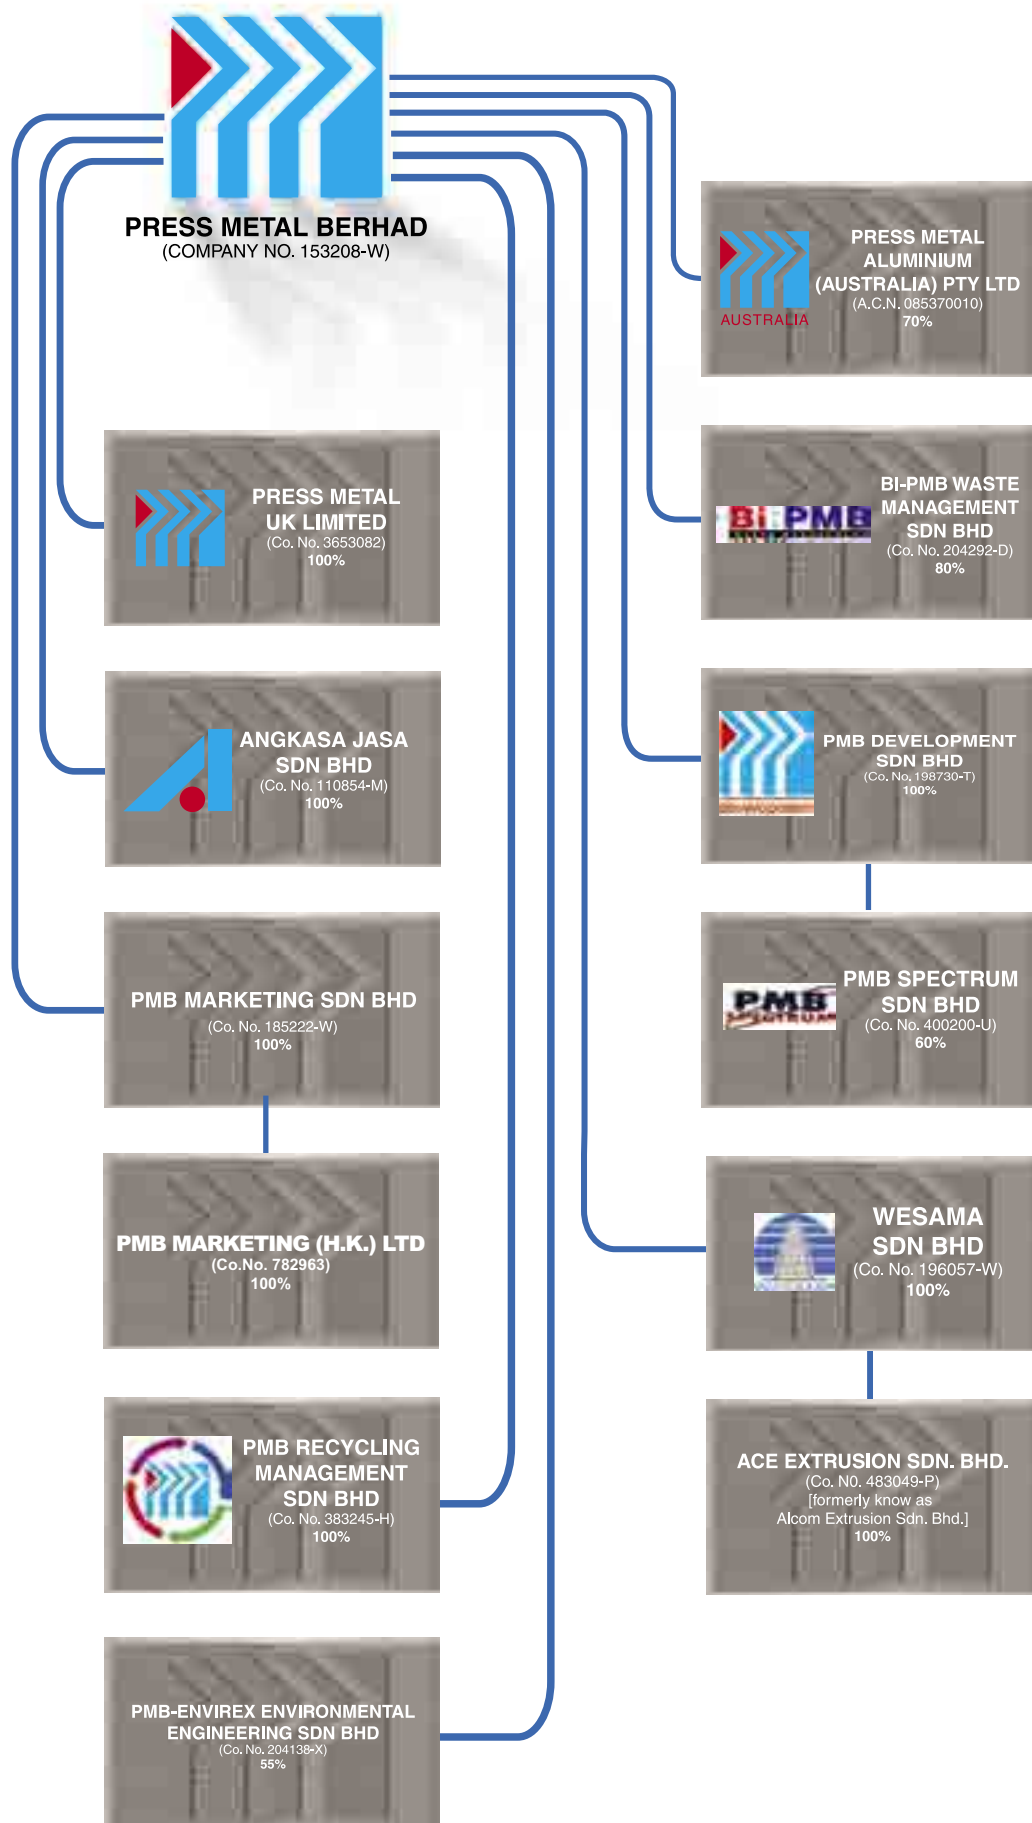 PRESS METAL BERHAD
(COMPANY NO. 153208-W)
PRESS METAL
UK LIMITED
(Co. No. 3653082)
100%
ANGKASA JASA
SDN BHD
(Co. No. 110854-M)
100%
PMB MARKETING SDN BHD
(Co. No. 185222-W)
100%
PMB MARKETING (H.K.) LTD
(Co.No. 782963)
100%
PMB RECYCLING
MANAGEMENT
SDN BHD
(Co. No. 383245-H)
100%
PMB-ENVIREX ENVIRONMENTAL
ENGINEERING SDN BHD
(Co. No. 204138-X)
55%
AUSTRALIA
PRESS METAL
ALUMINIUM
(AUSTRALIA) PTY LTD
(A.C.N. 085370010)
70%
BI-PMB
BI-PMB WASTE
MANAGEMENT
SDN BHD
(Co. No. 204292-D)
80%
PMB DEVELOPMENT
SDN BHD
(Co. No. 198730-T)
100%
PMB
SPECTRUM
PMB SPECTRUM
SDN BHD
(Co. No. 400200-U)
60%
WESAMA
SDN BHD
(Co. No. 196057-W)
100%
ACE EXTRUSION SDN. BHD.
(Co. N0. 483049-P)
[formerly know as
Alcom Extrusion Sdn. Bhd.]
100%